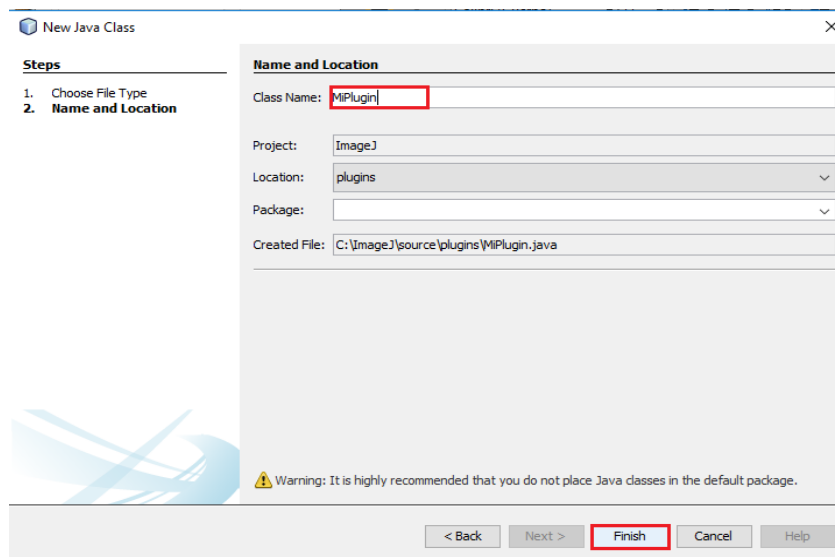 New Java Class
Steps
1. Choose File Type
2. Name and Location
Name and Location
Class Name: MiPlugin
Project: ImageJ
Location: plugins
Package:
Created File: C:\ImageJ\source\plugins\MiPlugin.java
Warning: It is highly recommended that you do not place Java classes in the default package.
< Back Next > Finish Cancel Help